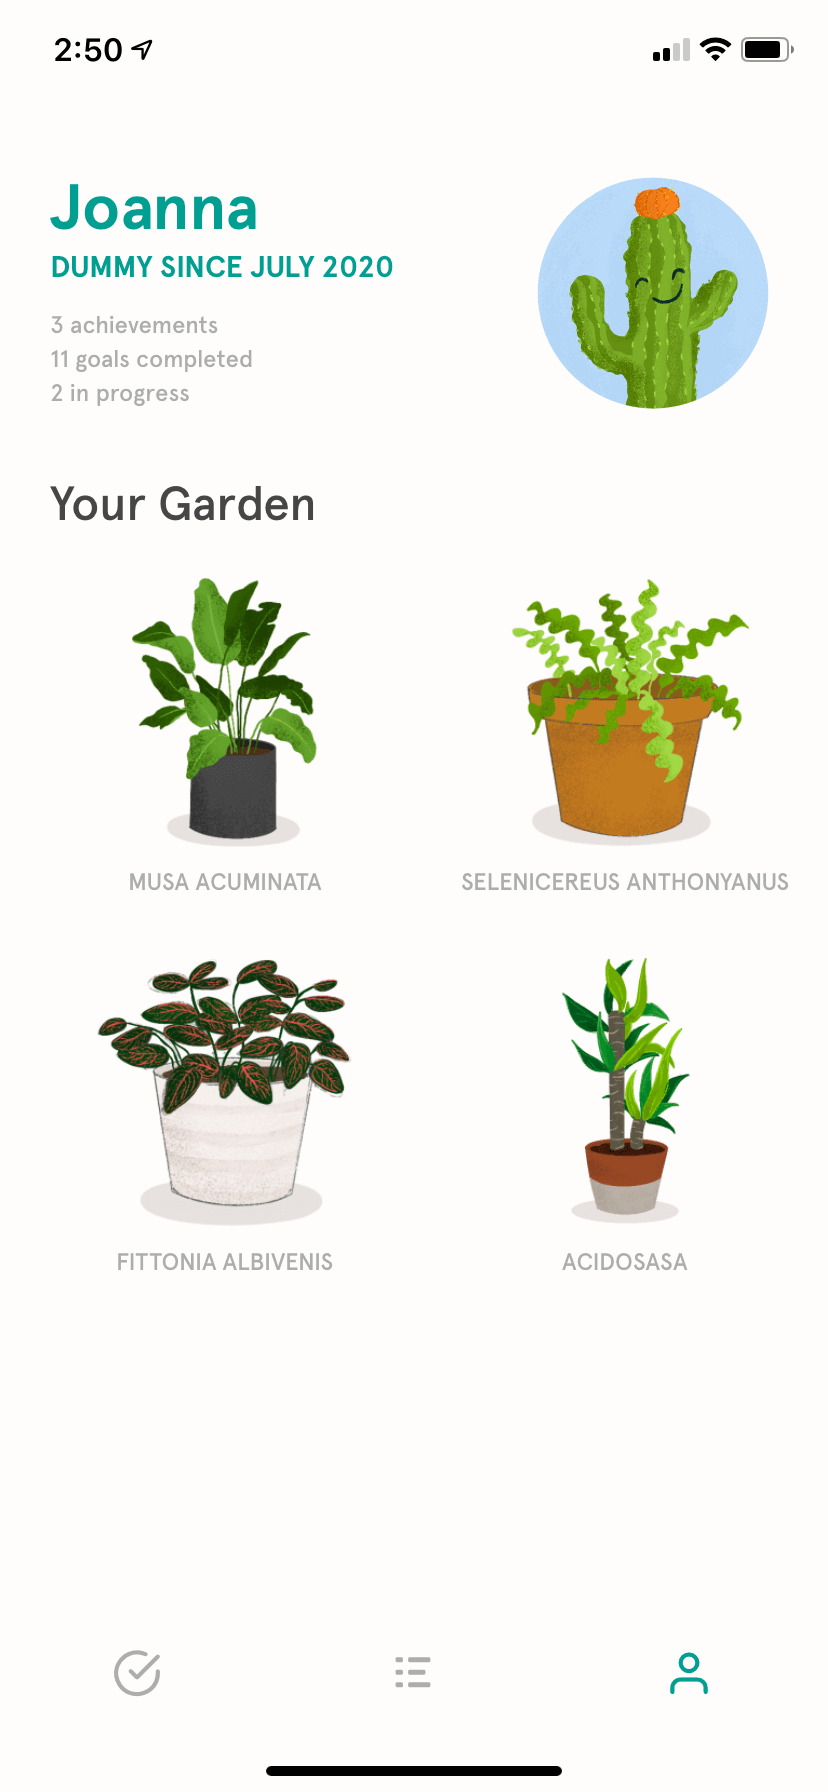 2:50
Joanna
DUMMY SINCE JULY 2020
3 achievements
11 goals completed
2 in progress
Your Garden
MUSA ACUMINATA
SELENICEREUS ANTHONYANUS
FITTONIA ALBIVENIS
ACIDOSASA